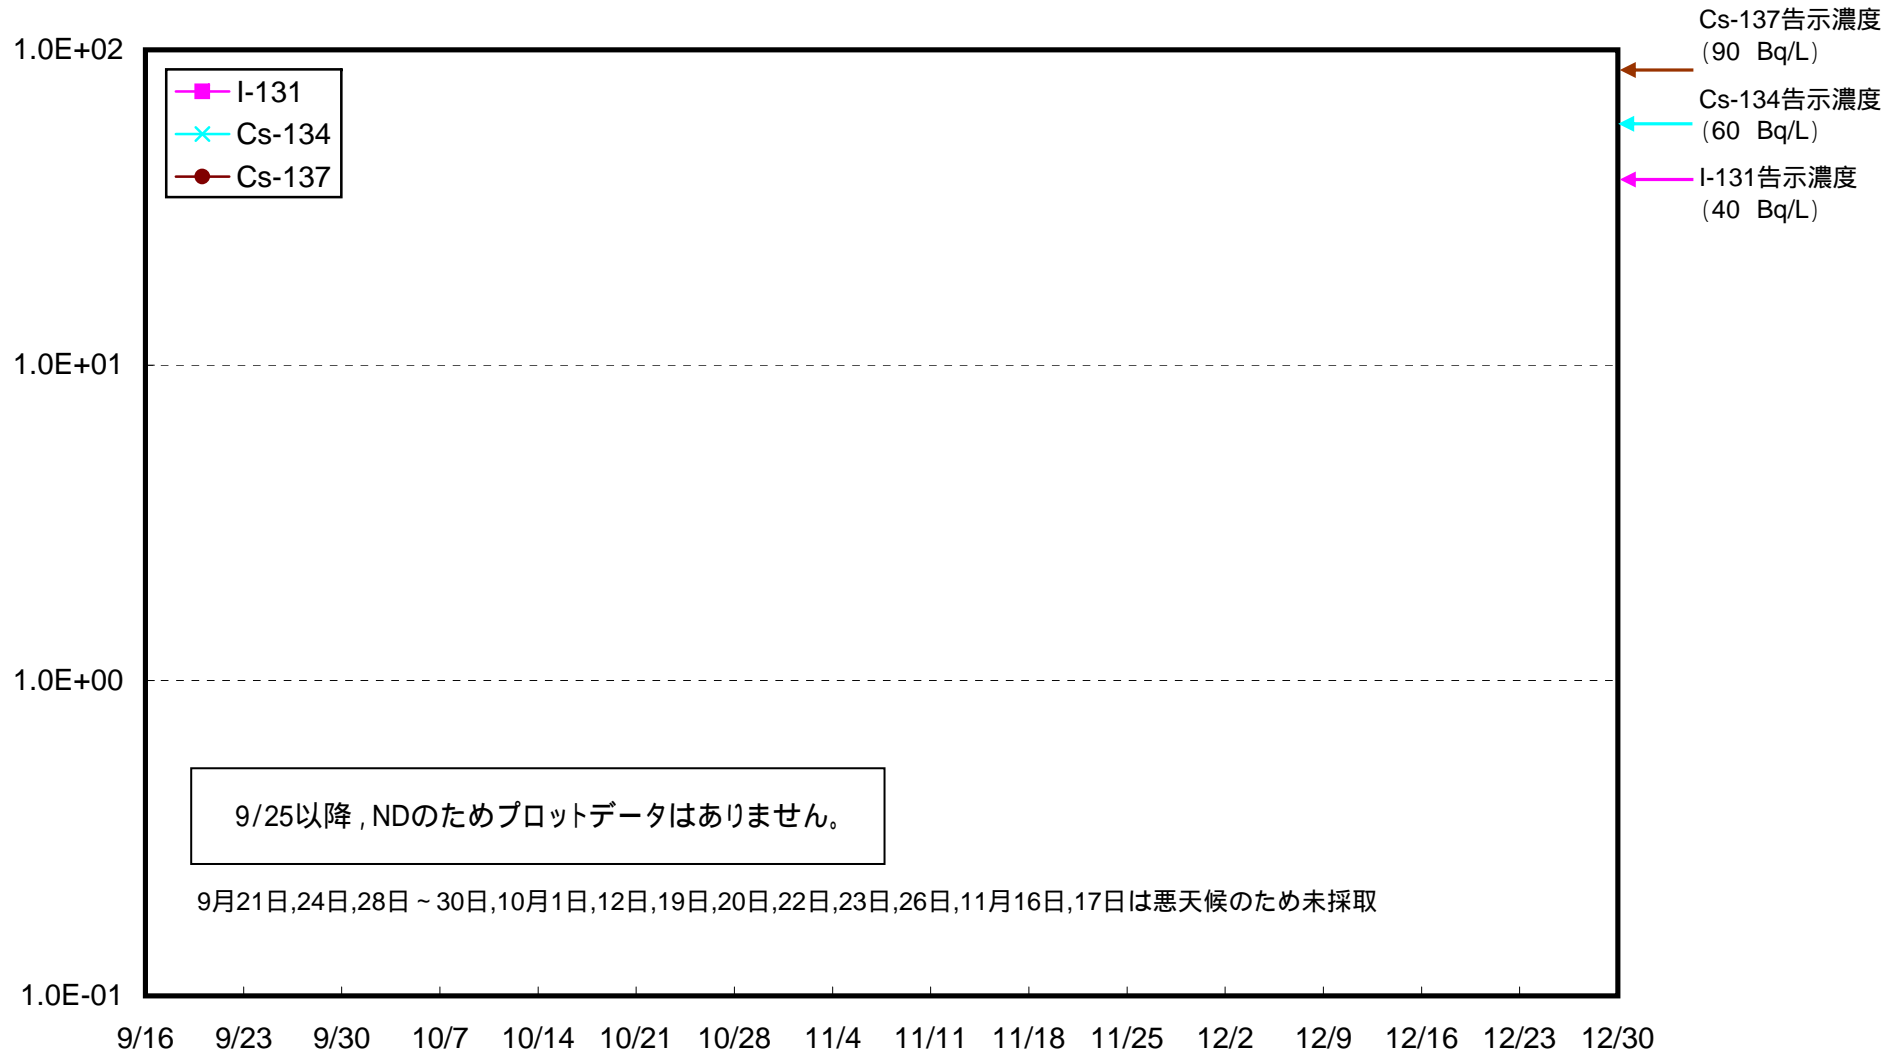 Cs-137告示濃度
(90 Bq/L)
Cs-134告示濃度
(60 Bq/L)
I-131告示濃度
(40 Bq/L)
1.0E+02
1.0E+01
1.0E+00
1.0E-01
I-131
Cs-134
Cs-137
9/25以降,NDのためプロットデータはありません。
9月21日,24日,28日~30日,10月1日,12日,19日,20日,22日,23日,26日,11月16日,17日は悪天候のため未採取
9/16 9/23 9/30 10/7 10/14 10/21 10/28 11/4 11/11 11/18 11/25 12/2 12/9 12/16 12/23 12/30